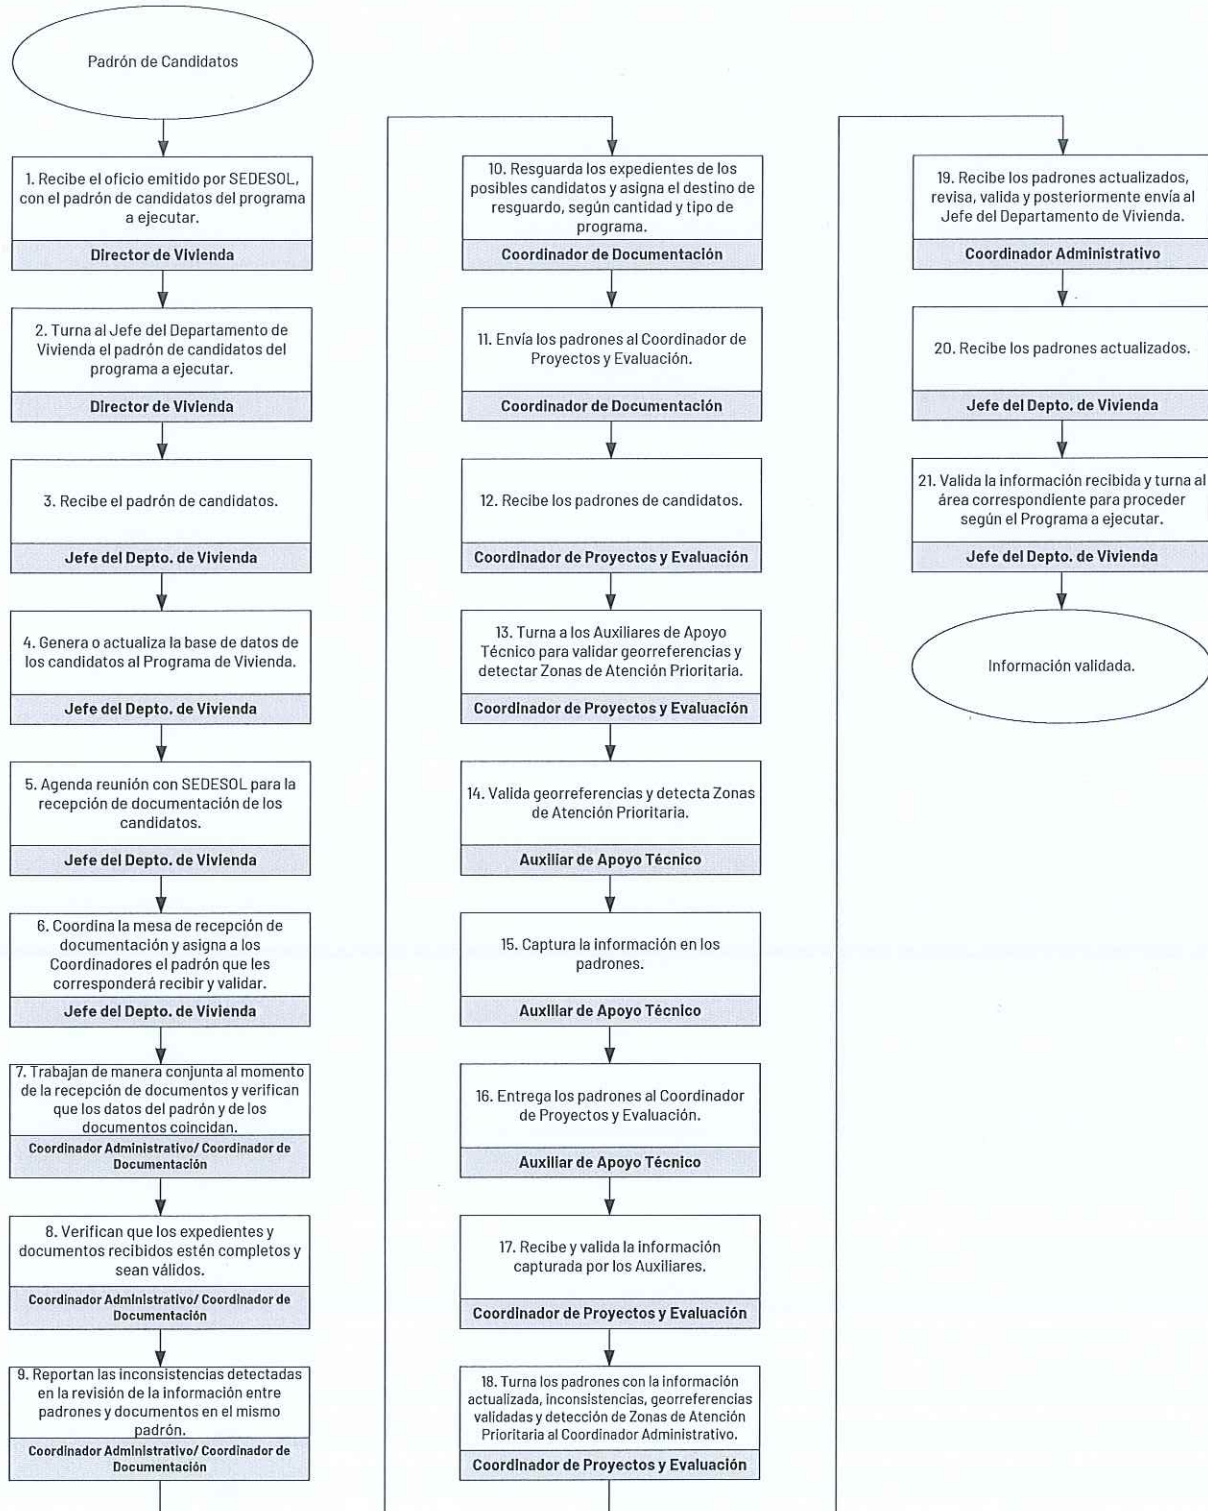 Padrón de Candidatos
1. Recibe el oficio emitido por SEDESOL,
con el padrón de candidatos del programa
a ejecutar.
Director de Vivienda
2. Turna al Jefe del Departamento de
Vivienda el padrón de candidatos del
programa a ejecutar.
Director de Vivienda
3. Recibe el padrón de candidatos.
Jefe del Depto. de Vivienda
4. Genera o actualiza la base de datos de
los candidatos al Programa de Vivienda.
Jefe del Depto. de Vivienda
5. Agenda reunión con SEDESOL para la
recepción de documentación de los
candidatos.
Jefe del Depto. de Vivienda
6. Coordina la mesa de recepción de
documentación y asigna a los
Coordinadores el padrón que les
corresponderá recibir y validar.
Jefe del Depto. de Vivienda
7. Trabajan de manera conjunta al momento
de la recepción de documentos y verifican
que los datos del padrón y de los
documentos coincidan.
Coordinador Administrativo/ Coordinador de
Documentación
8. Verifican que los expedientes y
documentos recibidos estén completos y
sean válidos.
Coordinador Administrativo/ Coordinador de
Documentación
9. Reportan las inconsistencias detectadas
en la revisión de la información entre
padrones y documentos en el mismo
padrón.
Coordinador Administrativo/ Coordinador de
Documentación
10. Resguarda los expedientes de los
posibles candidatos y asigna el destino de
resguardo, según cantidad y tipo de
programa.
Coordinador de Documentación
11. Envía los padrones al Coordinador de
Proyectos y Evaluación.
Coordinador de Documentación
12. Recibe los padrones de candidatos.
Coordinador de Proyectos y Evaluación
13. Turna a los Auxiliares de Apoyo
Técnico para validar georreferencias y
detectar Zonas de Atención Prioritaria.
Coordinador de Proyectos y Evaluación
14. Valida georreferencias y detecta Zonas
de Atención Prioritaria.
Auxiliar de Apoyo Técnico
15. Captura la información en los
padrones.
Auxiliar de Apoyo Técnico
16. Entrega los padrones al Coordinador
de Proyectos y Evaluación.
Auxiliar de Apoyo Técnico
17. Recibe y valida la información
capturada por los Auxiliares.
Coordinador de Proyectos y Evaluación
18. Turna los padrones con la información
actualizada, inconsistencias, georreferencias
validadas y detección de Zonas de Atención
Prioritaria al Coordinador Administrativo.
Coordinador de Proyectos y Evaluación
19. Recibe los padrones actualizados,
revisa, valida y posteriormente envía al
Jefe del Departamento de Vivienda.
Coordinador Administrativo
20. Recibe los padrones actualizados.
Jefe del Depto. de Vivienda
21. Valida la información recibida y turna al
área correspondiente para proceder
según el Programa a ejecutar.
Jefe del Depto. de Vivienda
Información validada.